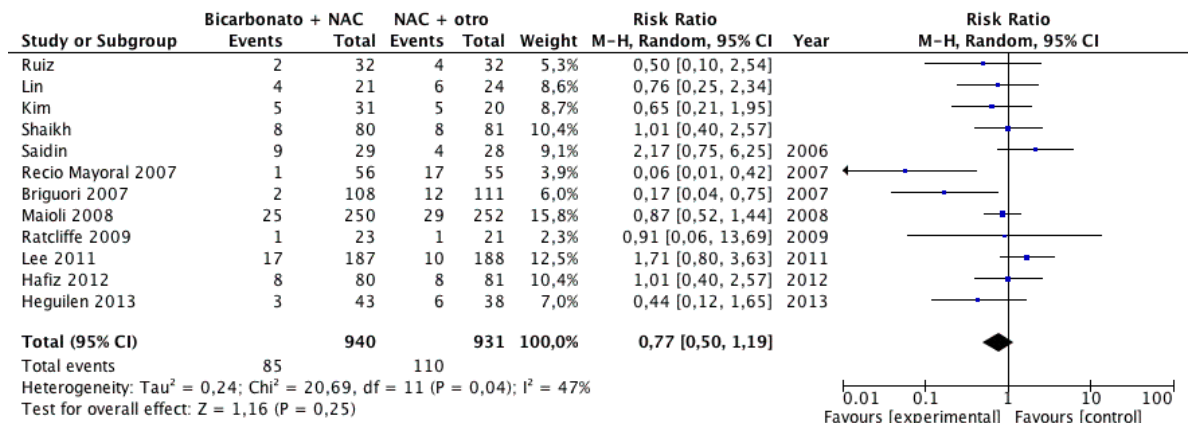 Bicarbonato + NAC NAC + otro Risk Ratio Risk Ratio
Study or Subgroup Events Total Events Total Weight M-H, Random, 95% CI Year M-H, Random, 95% CI
Ruiz 2 32 4 32 5,3% 0,50 [0,10, 2,54]
Lin 4 21 6 24 8,6% 0,76 [0,25, 2,34]
Kim 5 31 5 20 8,7% 0,65 [0,21, 1,95]
Shaikh 8 80 8 81 10,4% 1,01 [0,40, 2,57]
Saidin 9 29 4 28 9,1% 2,17 [0,75, 6,25] 2006
Recio Mayoral 2007 1 56 17 55 3,9% 0,06 [0,01, 0,42] 2007
Briguori 2007 2 108 12 111 6,0% 0,17 [0,04, 0,75] 2007
Maioli 2008 25 250 29 252 15,8% 0,87 [0,52, 1,44] 2008
Ratcliffe 2009 1 23 1 21 2,3% 0,91 [0,06, 13,69] 2009
Lee 2011 17 187 10 188 12,5% 1,71 [0,80, 3,63] 2011
Hafiz 2012 8 80 8 81 10,4% 1,01 [0,40, 2,57] 2012
Heguilen 2013 3 43 6 38 7,0% 0,44 [0,12, 1,65] 2013
Total (95% CI) 940 931 100,0% 0,77 [0,50, 1,19]
Total events 85 110
Heterogeneity: Tau² = 0,24; Chi² = 20,69, df = 11 (P = 0,04); I² = 47%
Test for overall effect: Z = 1,16 (P = 0,25)
0.01 0.1 1 10 100
Favours [experimental] Favours [control]